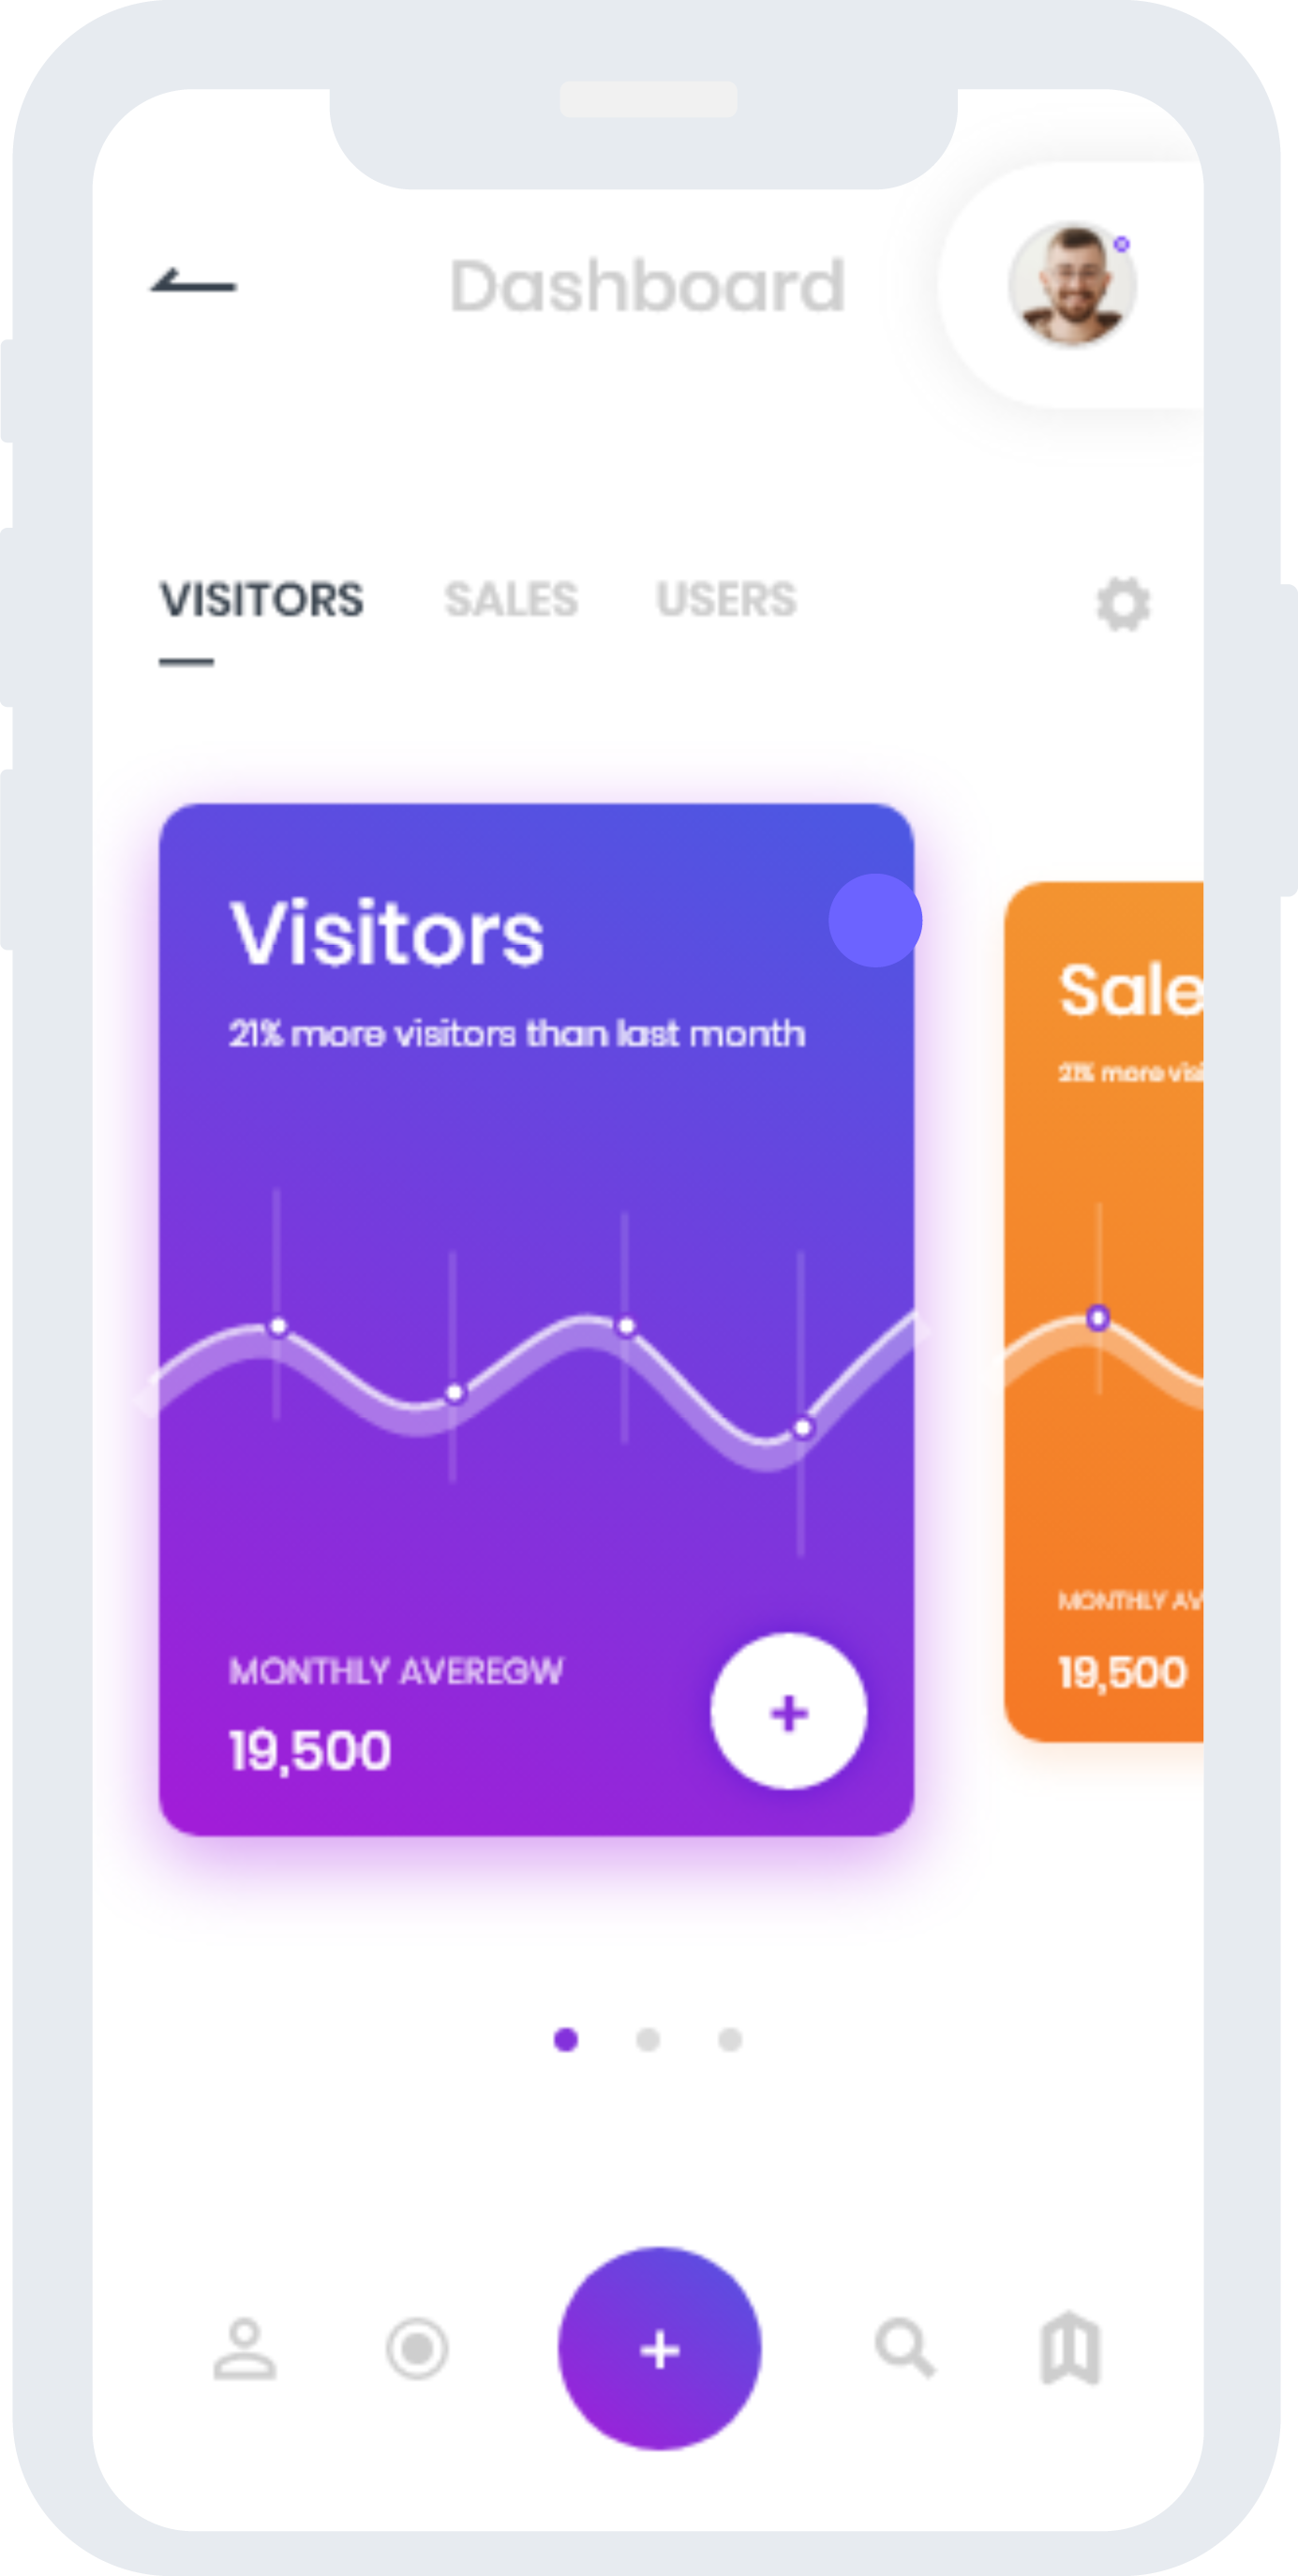 Dashboard
VISITORS SALES USERS
Visitors
21% more visitors than last month
MONTHLY AVEREGW
19,500
Sale
21% more visi
MONTHLY AV
19,500